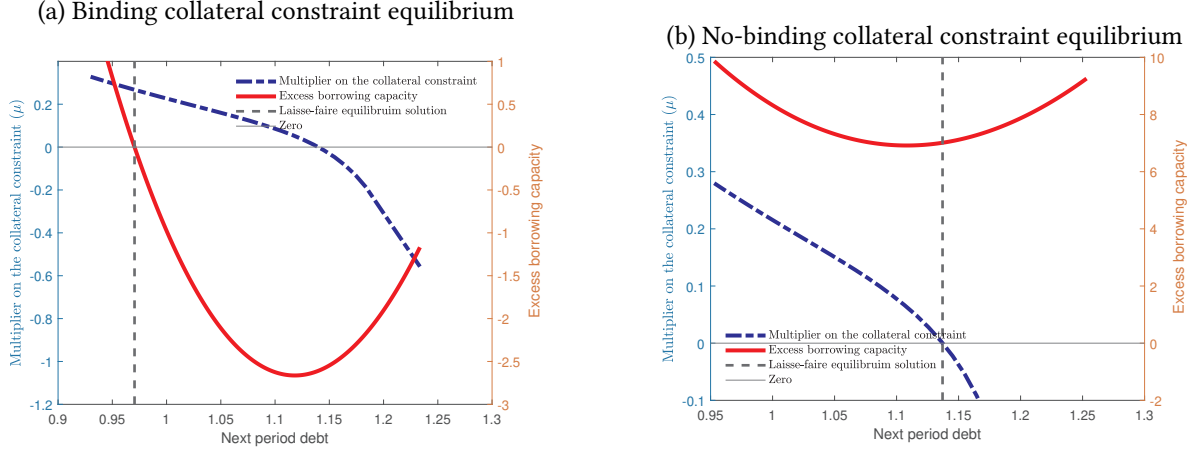 (a) Binding collateral constraint equilibrium
Multiplier on the collateral constraint (μ)
0.2
0
-0.2
-0.4
-0.6
-0.8
-1
-1.2
Multiplier on the collateral constraint
Excess borrowing capacity
Laisse-faire equilibruim solution
Zero
1
0.5
0
-0.5
-1
-1.5
-2
-2.5
-3
Excess borrowing capacity
0.9 0.95 1 1.05 1.1 1.15 1.2 1.25 1.3
Next period debt
(b) No-binding collateral constraint equilibrium
Multiplier on the collateral constraint (μ)
0.5
0.4
0.3
0.2
0.1
0
-0.1
Multiplier on the collateral constraint
Excess borrowing capacity
Laisse-faire equilibruim solution
Zero
10
8
6
4
2
0
-2
Excess borrowing capacity
0.95 1 1.05 1.1 1.15 1.2 1.25 1.3
Next period debt